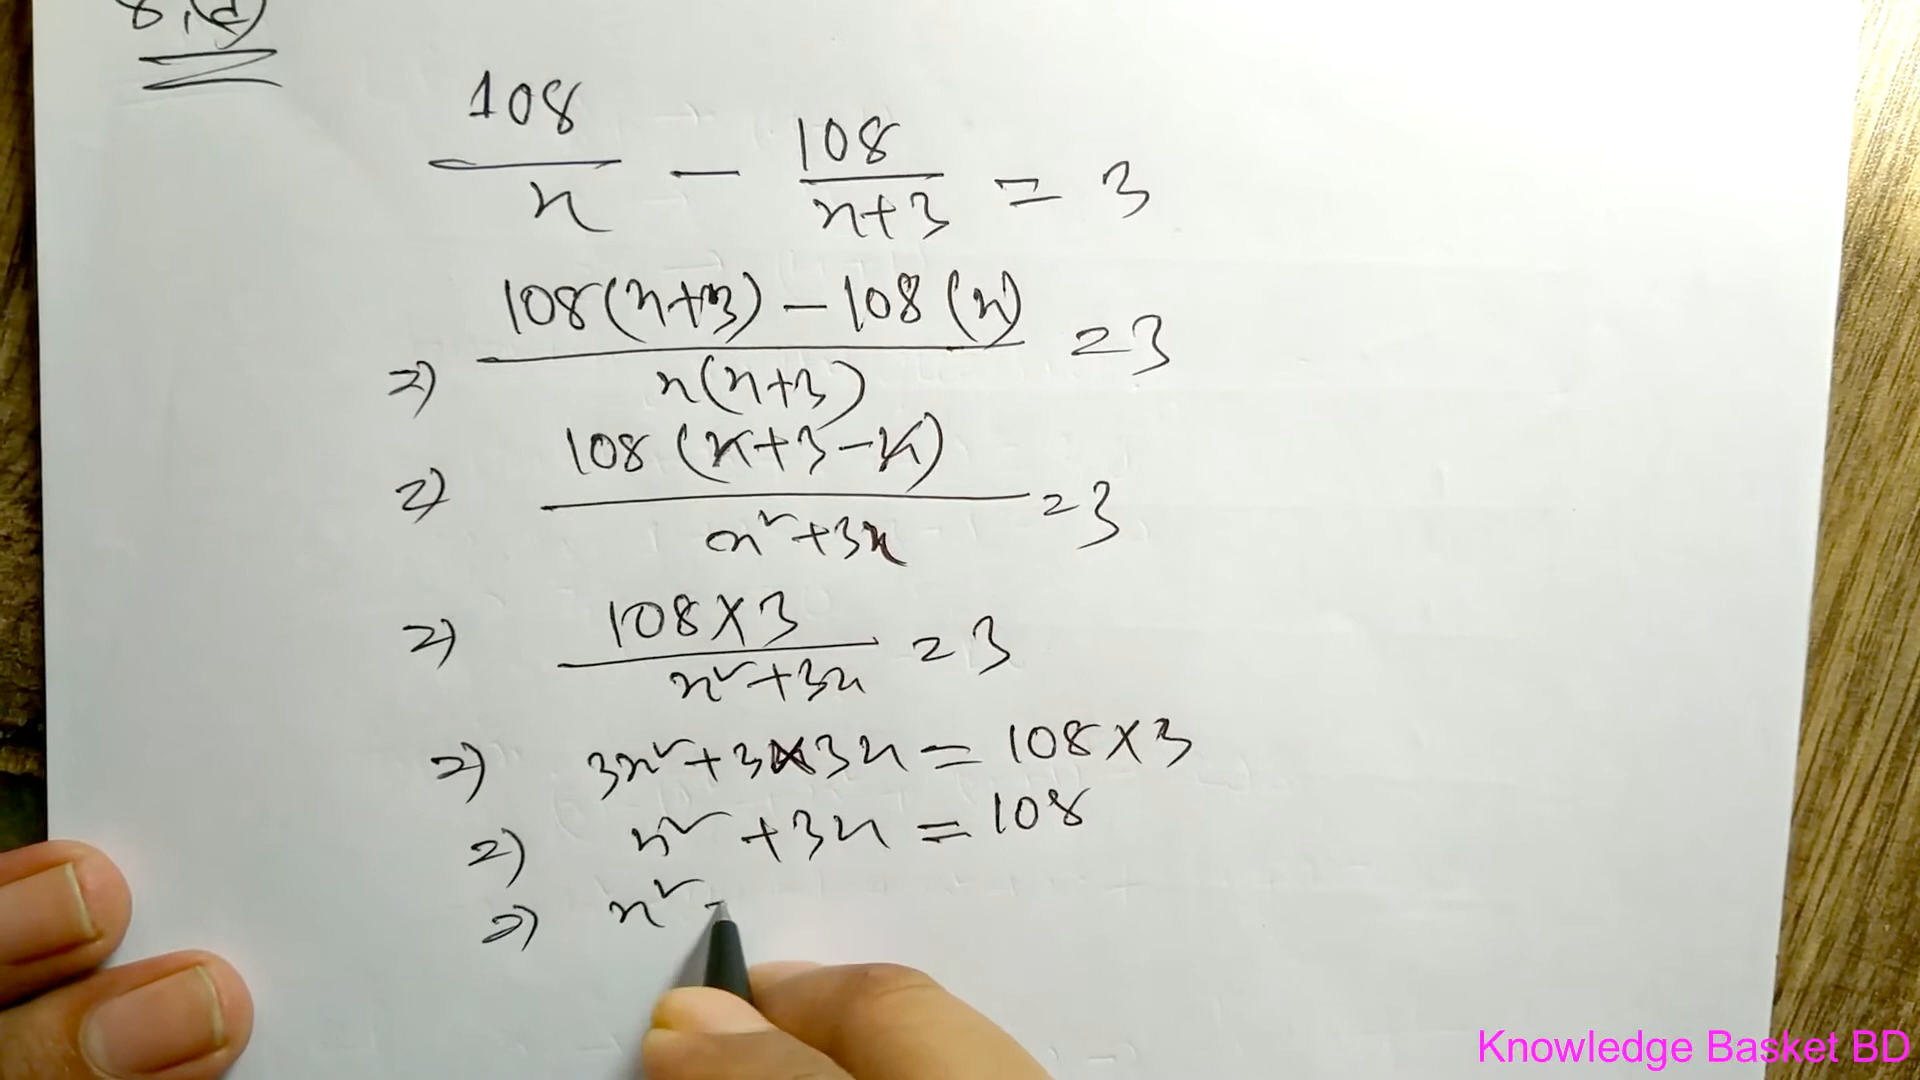 108/x - 108/(x+3) = 3
⇒) (108(x+3) - 108(x))/(x(x+3)) = 3
⇒) (108(x+3-x))/(x²+3x) = 3
⇒) (108×3)/(x²+3x) = 3
⇒) 3x²+3×3x = 108×3
⇒) x² + 3x = 108
⇒) x²
Knowledge Basket BD